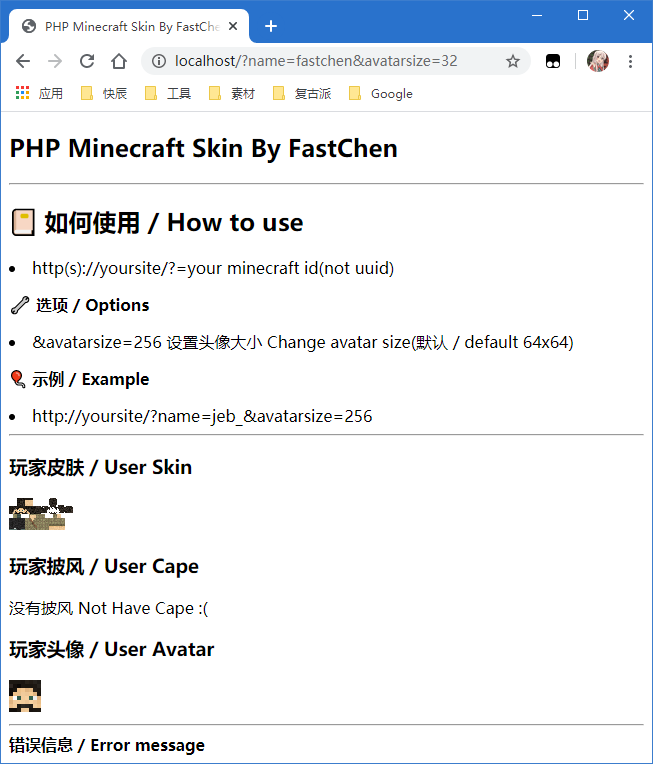 PHP Minecraft Skin By FastChe
localhost/?name=fastchen&avatarsize=32
应用 快辰 工具 素材 复古派 Google
PHP Minecraft Skin By FastChen
如何使用 / How to use
http(s)://yoursite/?=your minecraft id(not uuid)
选项 / Options
&avatarsize=256 设置头像大小 Change avatar size(默认 / default 64x64)
示例 / Example
http://yoursite/?name=jeb_&avatarsize=256
玩家皮肤 / User Skin
玩家披风 / User Cape
没有披风 Not Have Cape :(
玩家头像 / User Avatar
错误信息 / Error message